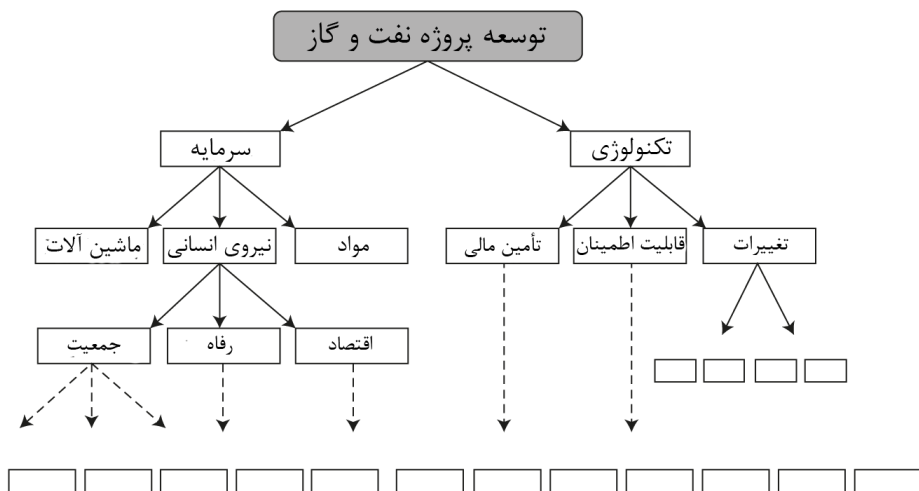 توسعه پروژه نفت و گاز
تکنولوژی
سرمایه
تغییرات
قابلیت اطمینان
تأمین مالی
مواد
نیروی انسانی
ماشین آلات
اقتصاد
رفاه
جمعیت